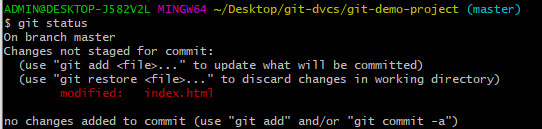 ADMIN@DESKTOP-J582V2L MINGW64 ~/Desktop/git-dvcs/git-demo-project (master)
$ git status
On branch master
Changes not staged for commit:
  (use "git add <file>..." to update what will be committed)
  (use "git restore <file>..." to discard changes in working directory)
        modified:   index.html

no changes added to commit (use "git add" and/or "git commit -a")